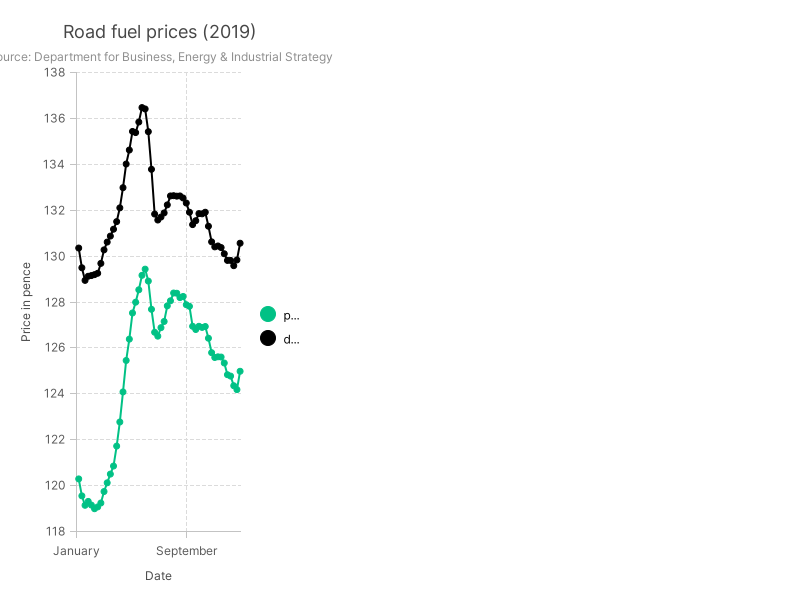 Road fuel prices (2019)
ource: Department for Business, Energy & Industrial Strategy
138
136
134
132
130
128
126
124
122
120
118
Price in pence
January
September
Date
p...
d...